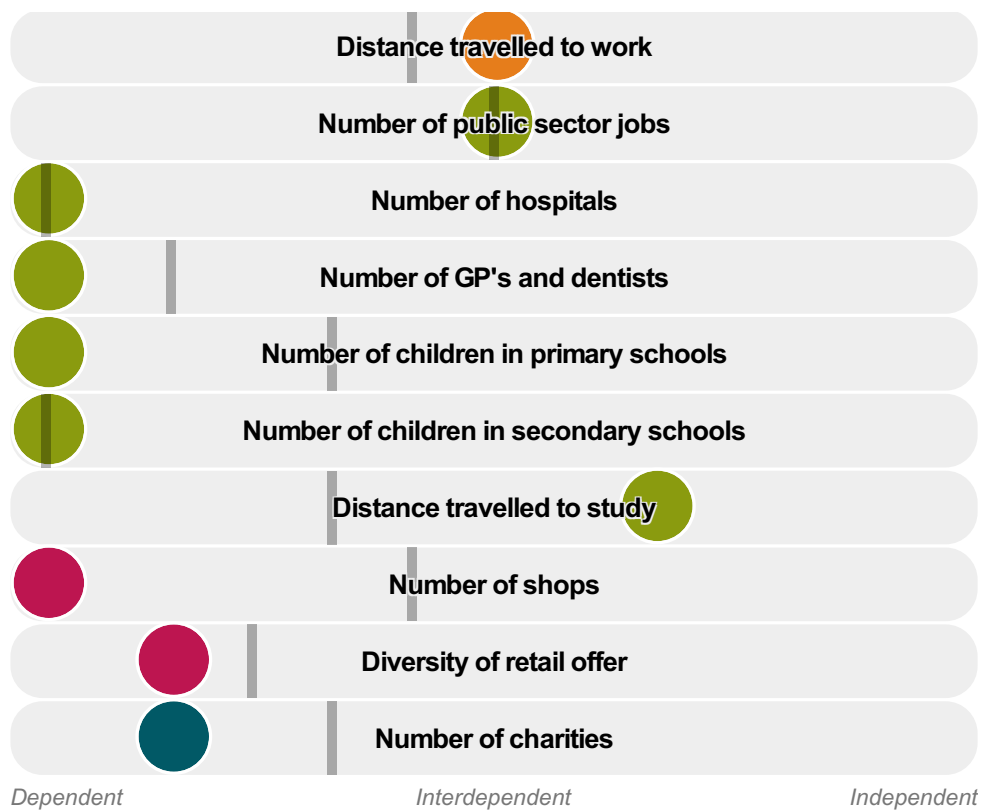 Distance travelled to work
Number of public sector jobs
Number of hospitals
Number of GP's and dentists
Number of children in primary schools
Number of children in secondary schools
Distance travelled to study
Number of shops
Diversity of retail offer
Number of charities
Dependent Interdependent Independent